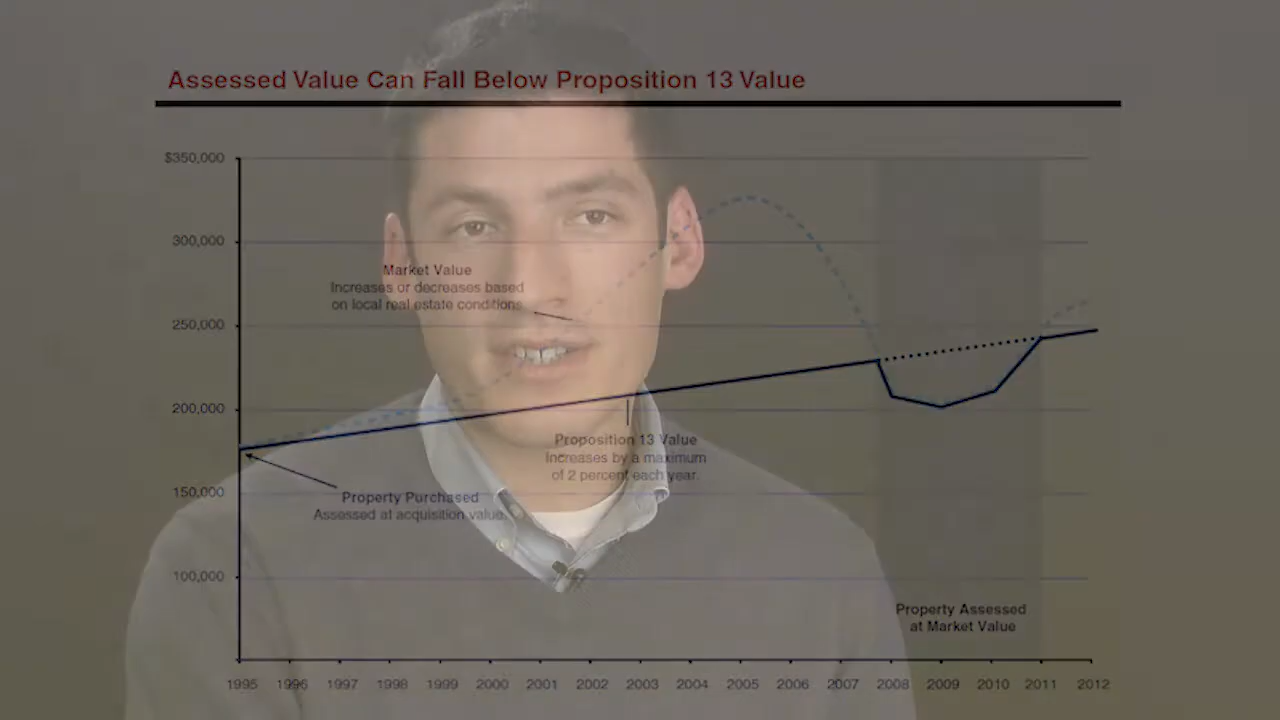 Assessed Value Can Fall Below Proposition 13 Value
$350,000
300,000
Market Value
Increases or decreases based
on local real estate conditions.
250,000
200,000
Proposition 13 Value
Increases by a maximum
of 2 percent each year.
150,000
Property Purchased
Assessed at acquisition value.
100,000
Property Assessed
at Market Value
1995 1996 1997 1998 1999 2000 2001 2002 2003 2004 2005 2006 2007 2008 2009 2010 2011 2012